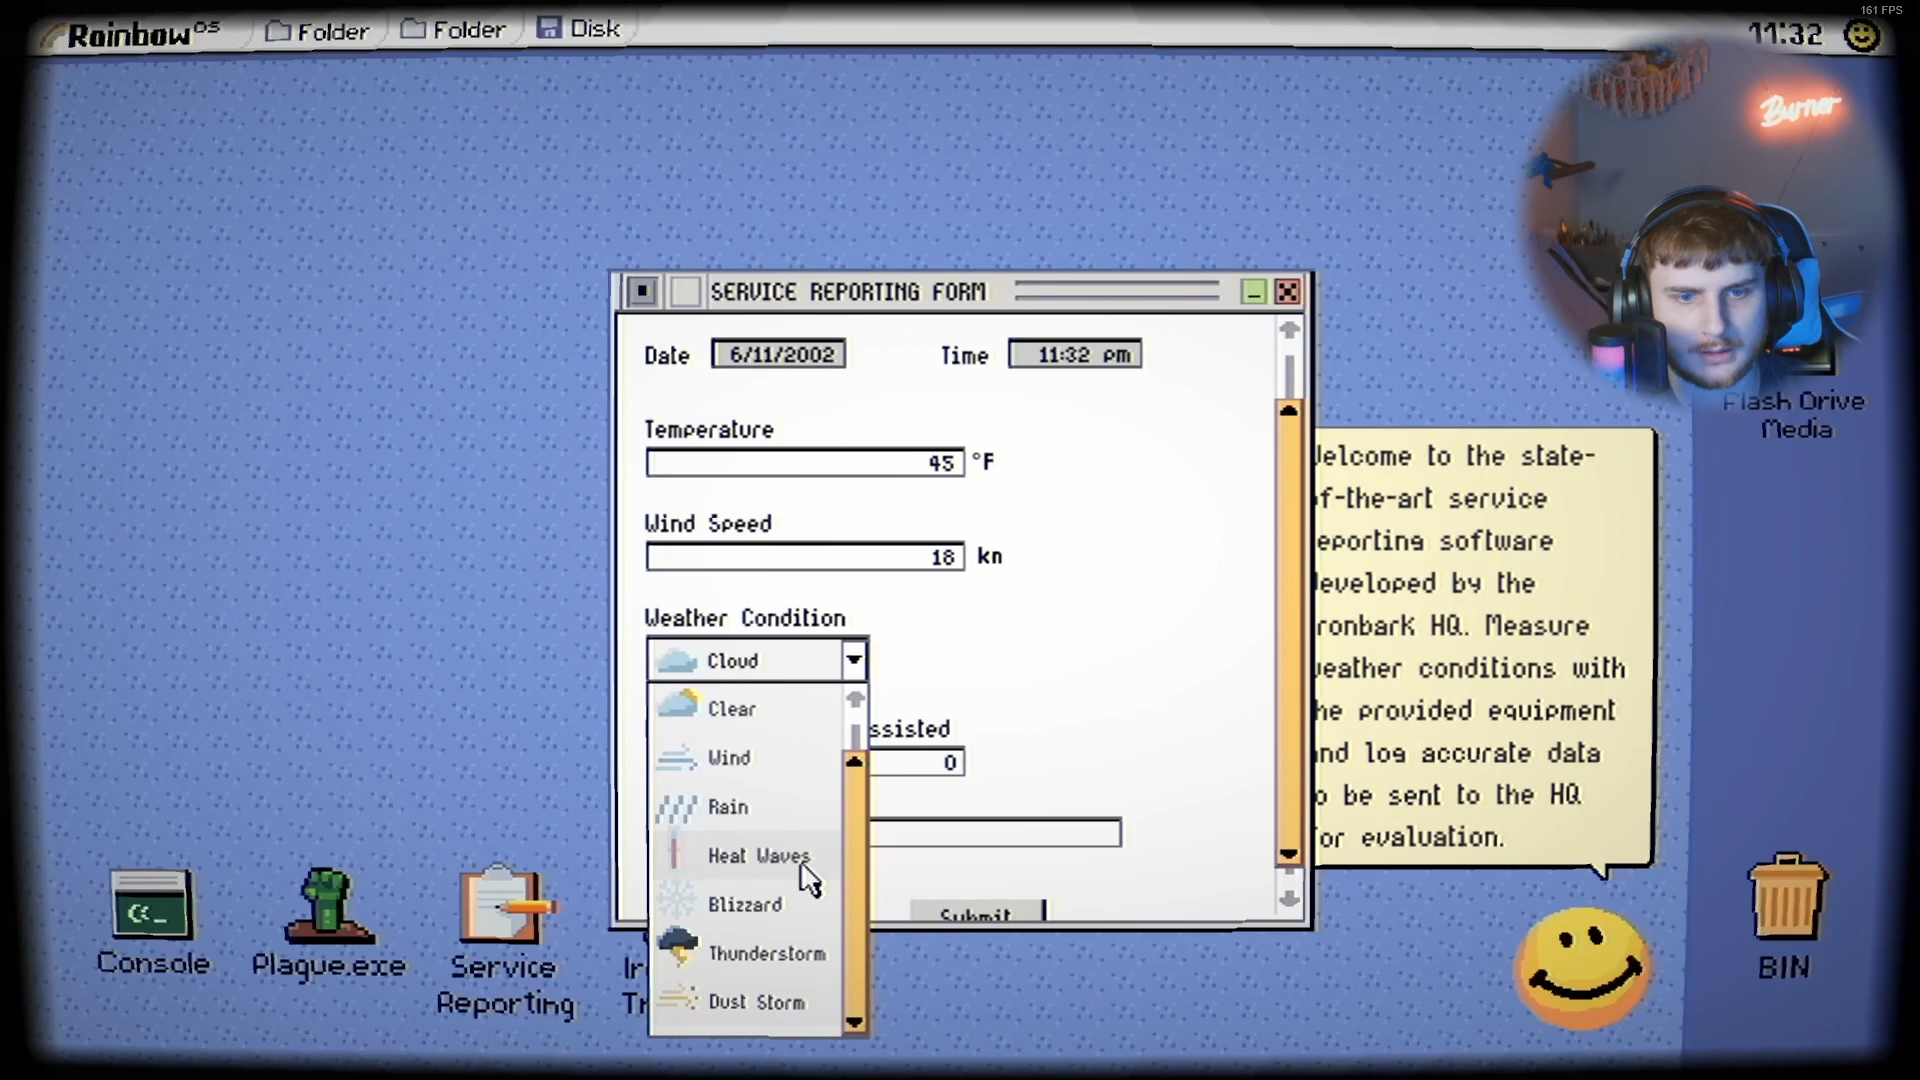 161 FPS
Rainbow OS
Folder
Folder
Disk
11:32
Burner
SERVICE REPORTING FORM
Date
6/11/2002
Time
11:32 pm
Temperature
45
°F
Wind Speed
18
kn
Weather Condition
Cloud
Clear
Wind
Rain
Heat Waves
Blizzard
Thunderstorm
Dust Storm
ssisted
0
Submit
elcome to the state-
f-the-art service
eporting software
eveloped by the
ronbark HQ. Measure
eather conditions with
he provided equipment
nd log accurate data
o be sent to the HQ
or evaluation.
Flash Drive
Media
Console
Plague.exe
Service
Reporting
Ir
Tr
BIN